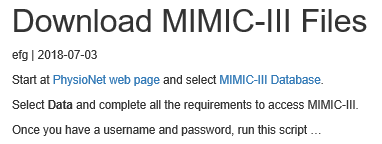 Download MIMIC-III Files
efg | 2018-07-03
Start at PhysioNet web page and select MIMIC-III Database.
Select Data and complete all the requirements to access MIMIC-III.
Once you have a username and password, run this script …